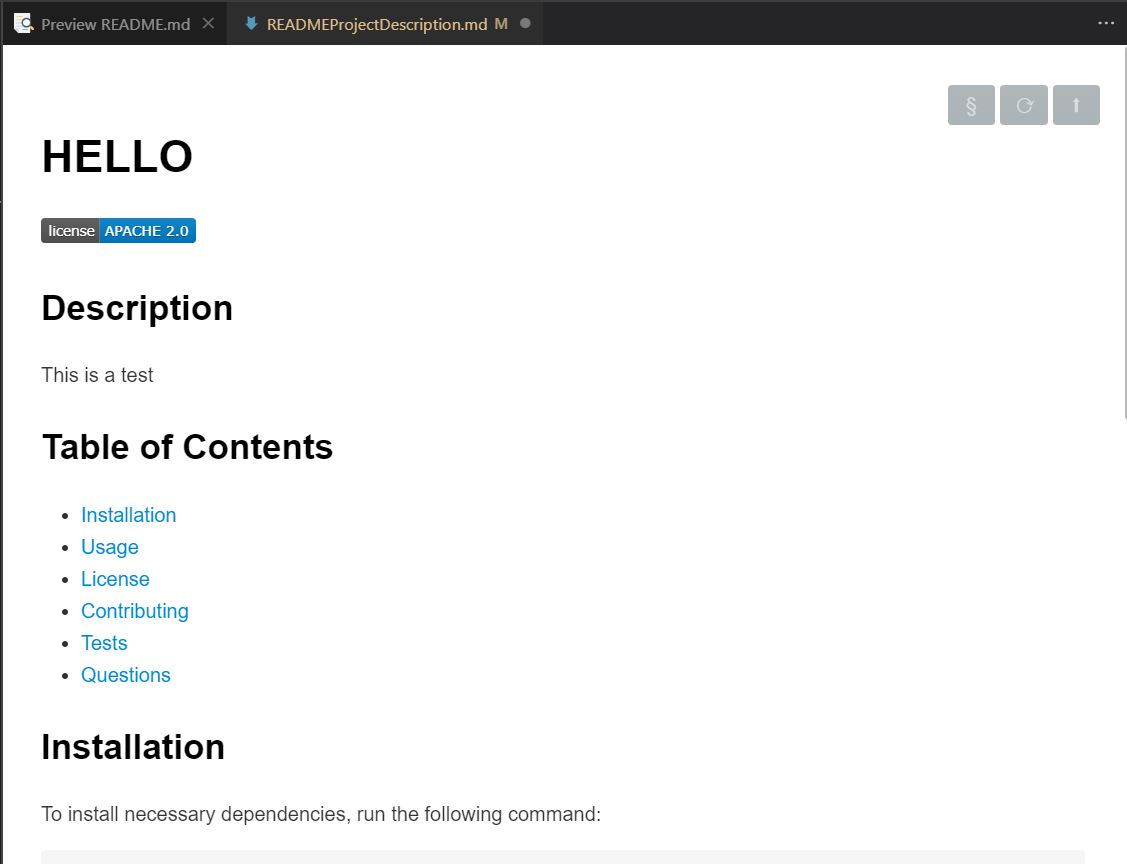 Preview README.md
READMEProjectDescription.md M
HELLO
license APACHE 2.0
Description
This is a test
Table of Contents
Installation
Usage
License
Contributing
Tests
Questions
Installation
To install necessary dependencies, run the following command: